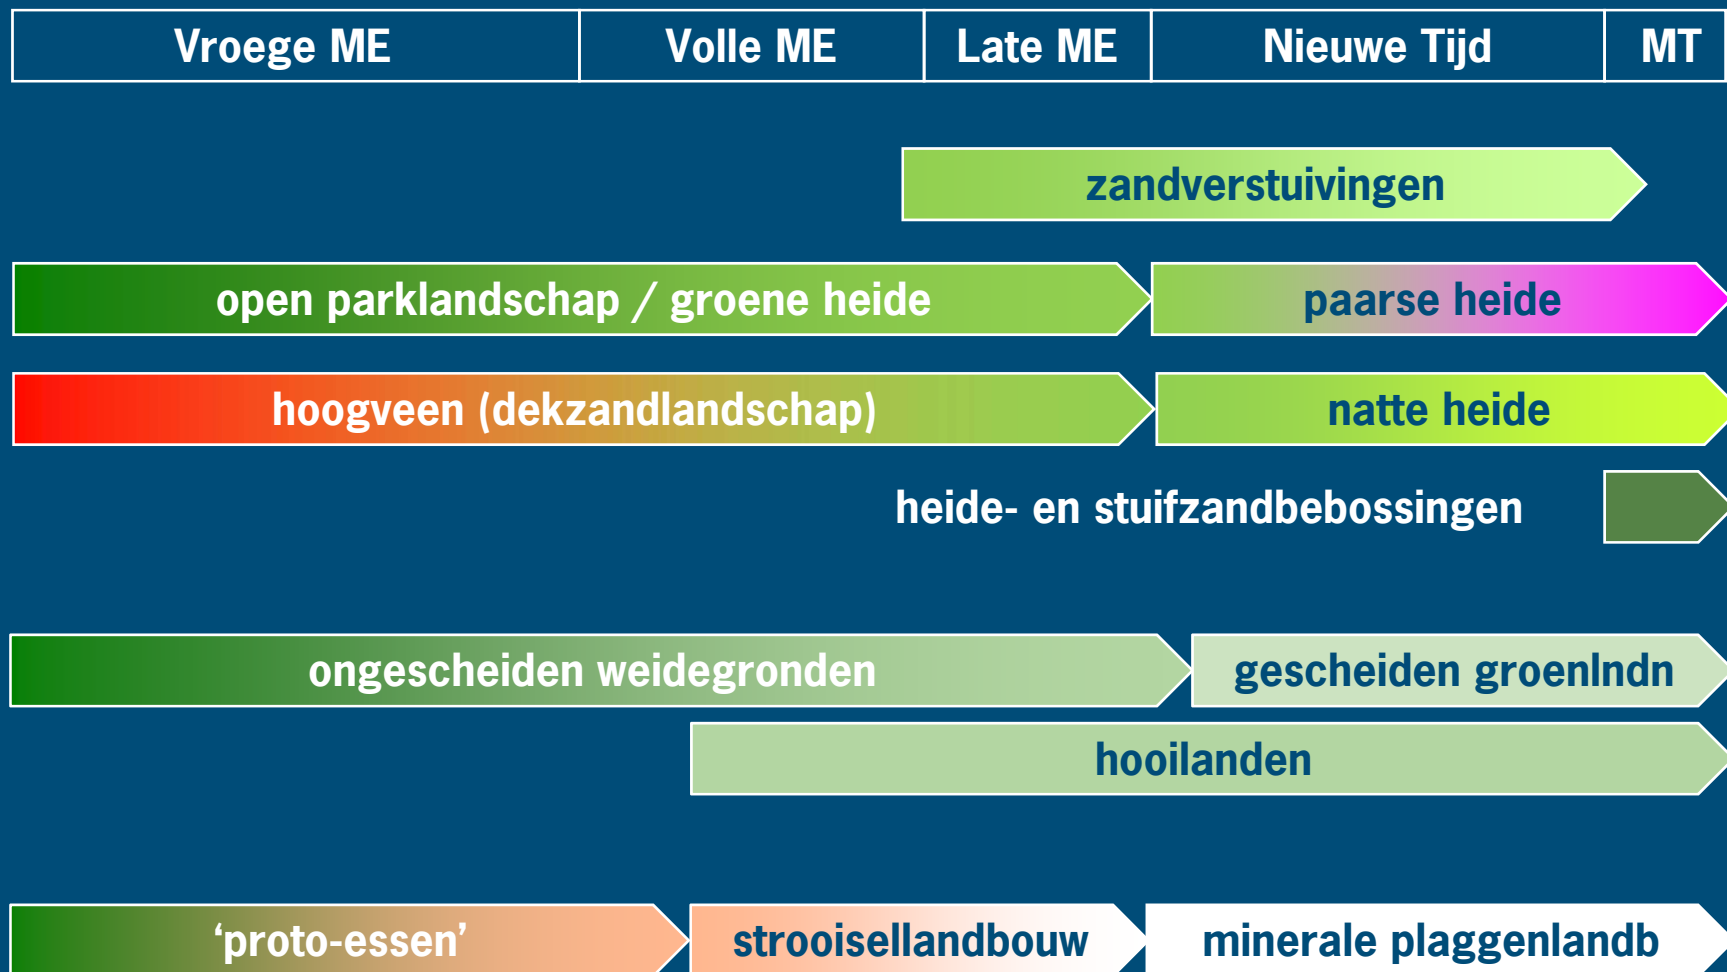 Vroege ME Volle ME Late ME Nieuwe Tijd MT
zandverstuivingen
open parklandschap / groene heide paarse heide
hoogveen (dekzandlandschap) natte heide
heide- en stuifzandbebossingen
ongescheiden weidegronden gescheiden groenlndn
hooilanden
‘proto-essen’ strooisellandbouw minerale plaggenlandb